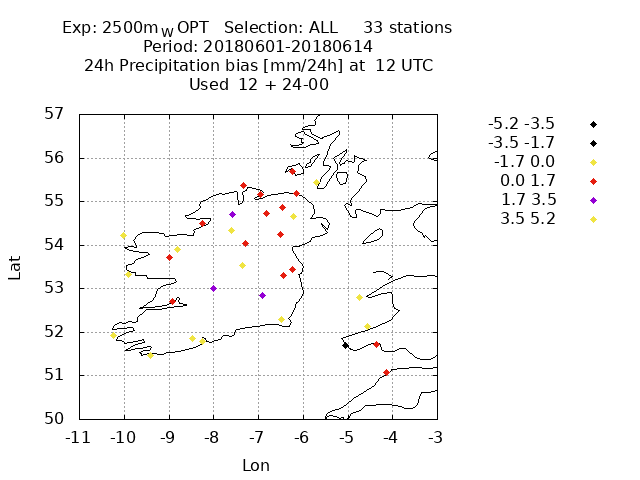 Exp: 2500mwOPT Selection: ALL 33 stations
Period: 20180601-20180614
24h Precipitation bias [mm/24h] at 12 UTC
Used 12 + 24-00
-5.2 -3.5
-3.5 -1.7
-1.7 0.0
0.0 1.7
1.7 3.5
3.5 5.2
57
56
55
54
53
52
51
50
Lat
-11 -10 -9 -8 -7 -6 -5 -4 -3
Lon